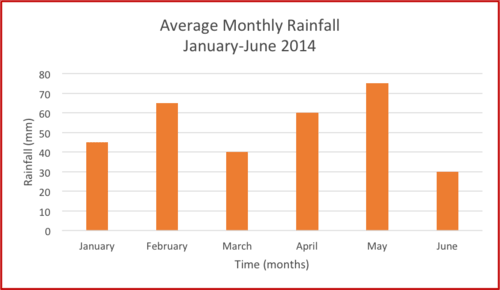 Average Monthly Rainfall
January-June 2014
80
70
60
50
40
30
20
10
0
Rainfall (mm)
January February March April May June
Time (months)